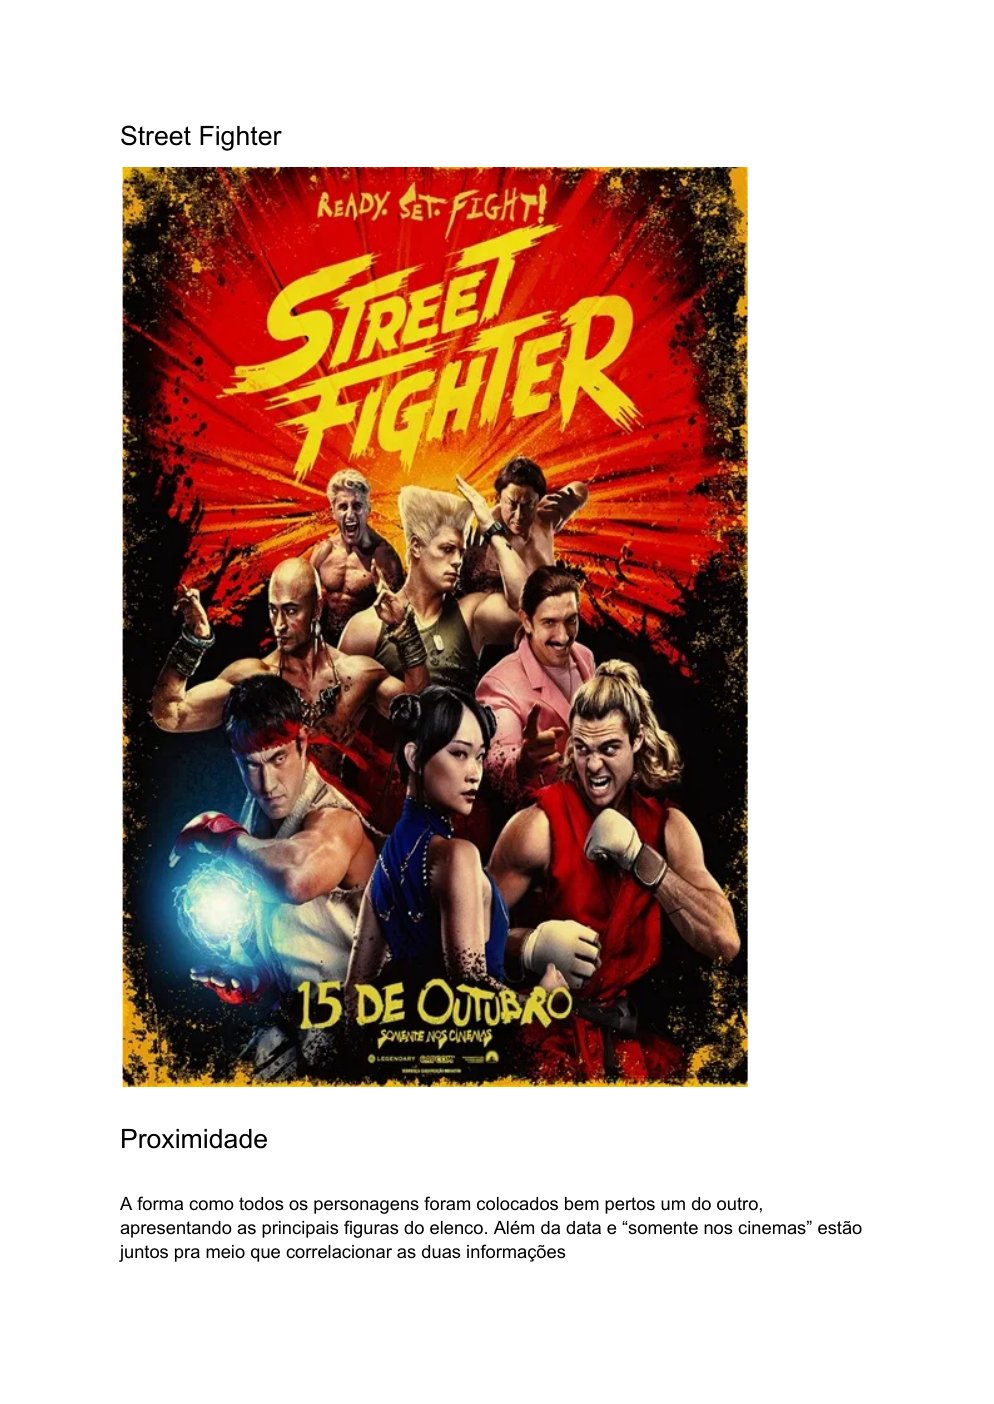 Street Fighter
READY. SET. FIGHT!
STREET
FIGHTER
15 DE OUTUBRO
SOMENTE NOS CINEMAS
LEGENDARY CAPCOM
Proximidade
A forma como todos os personagens foram colocados bem pertos um do outro,
apresentando as principais figuras do elenco. Além da data e “somente nos cinemas” estão
juntos pra meio que correlacionar as duas informações